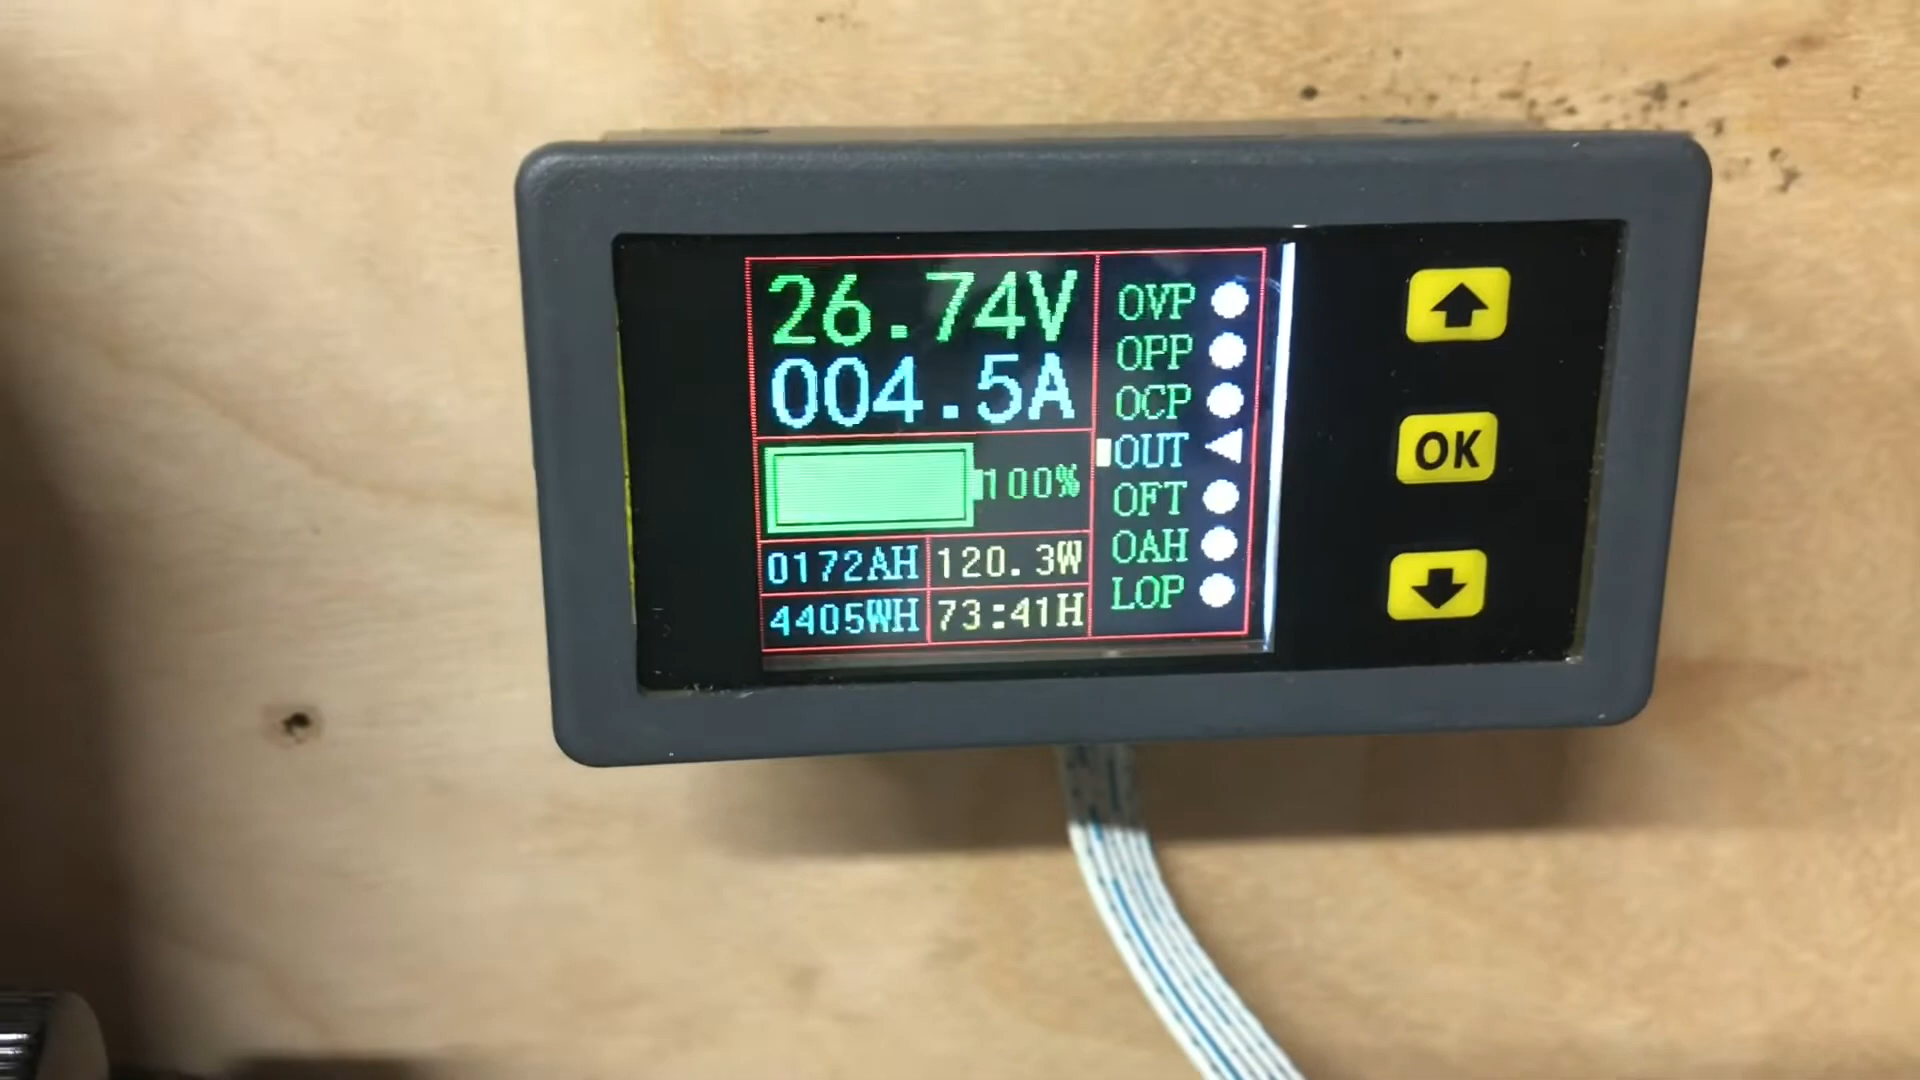 26.74V
004.5A
100%
0172AH 120.3W
4405WH 73:41H
OVP
OPP
OCP
OUT
OFT
OAH
LOP
OK